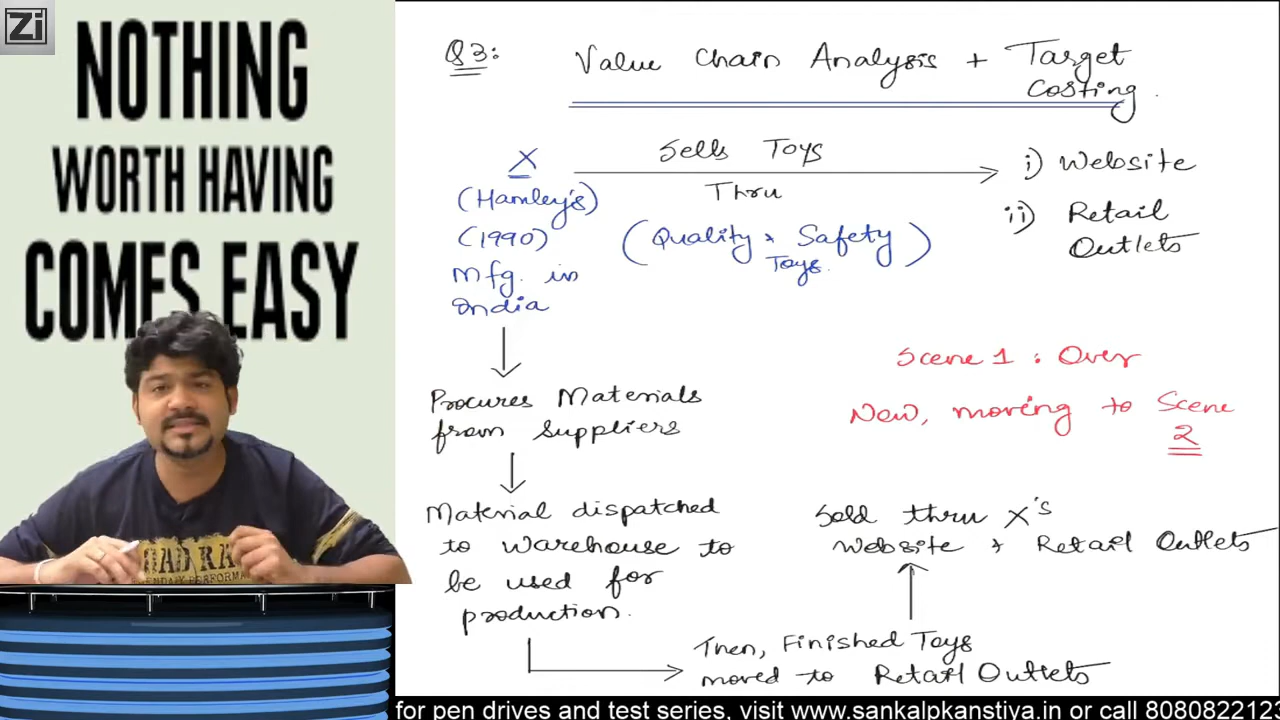 Zi
NOTHING
WORTH HAVING
COMES EASY
Q3:
Value Chain Analysis + Target
Costing
X
(Hamley's)
(1990)
Mfg. in
India
Sells Toys
Thru
(Quality & Safety
Toys.)
i) Website
ii) Retail
Outlets
Procures Materials
from Suppliers
Scene 1 : Over
Now, moving to Scene
2
Material dispatched
to warehouse to
be used for
production.
Then, Finished Toys
moved to Retail Outlets
Sold thru X's
Website + Retail Outlets
for pen drives and test series, visit www.sankalpkanstiya.in or call 8080822123